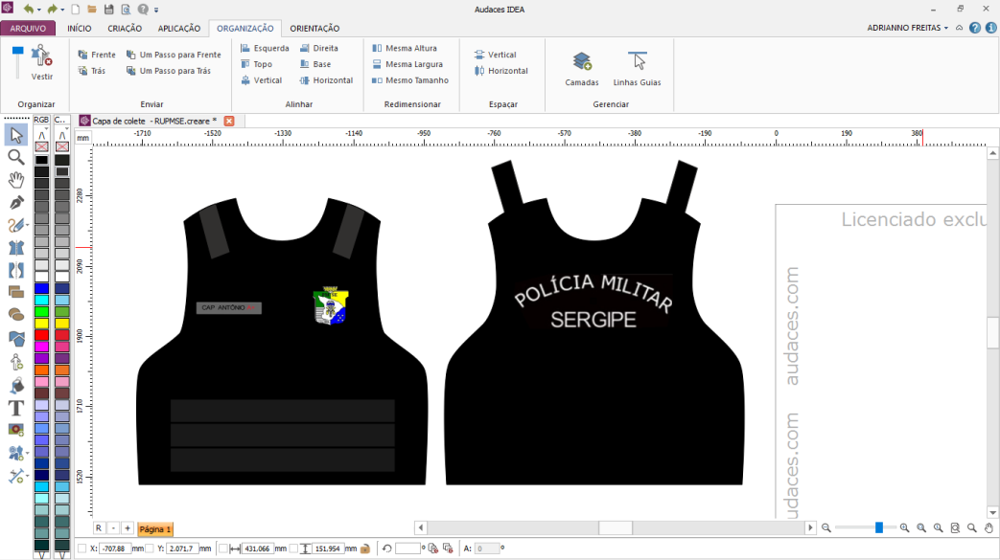 Audaces IDEA
ARQUIVO INÍCIO CRIAÇÃO APLICAÇÃO ORGANIZAÇÃO ORIENTAÇÃO ADRIANNO FREITAS
Vestir
Organizar
Frente Um Passo para Frente
Trás Um Passo para Trás
Enviar
Esquerda Direita
Topo Base
Vertical Horizontal
Alinhar
Mesma Altura
Mesma Largura
Mesmo Tamanho
Redimensionar
Vertical
Horizontal
Espaçar
Camadas Linhas Guias
Gerenciar
RGB C... Capa de colete - RUPMSE.creare *
mm -1710 -1520 -1330 -1140 -950 -760 -570 -380 -190 0 190 380
2280
2090
1900
1710
1520
CAP ANTÔNIO
POLÍCIA MILITAR
SERGIPE
Licenciado exclu
audaces.com
udaces.com
R - + Página 1
X: -707,88 mm Y: 2.071,7 mm 431,066 mm 151,954 mm º A: 0 º